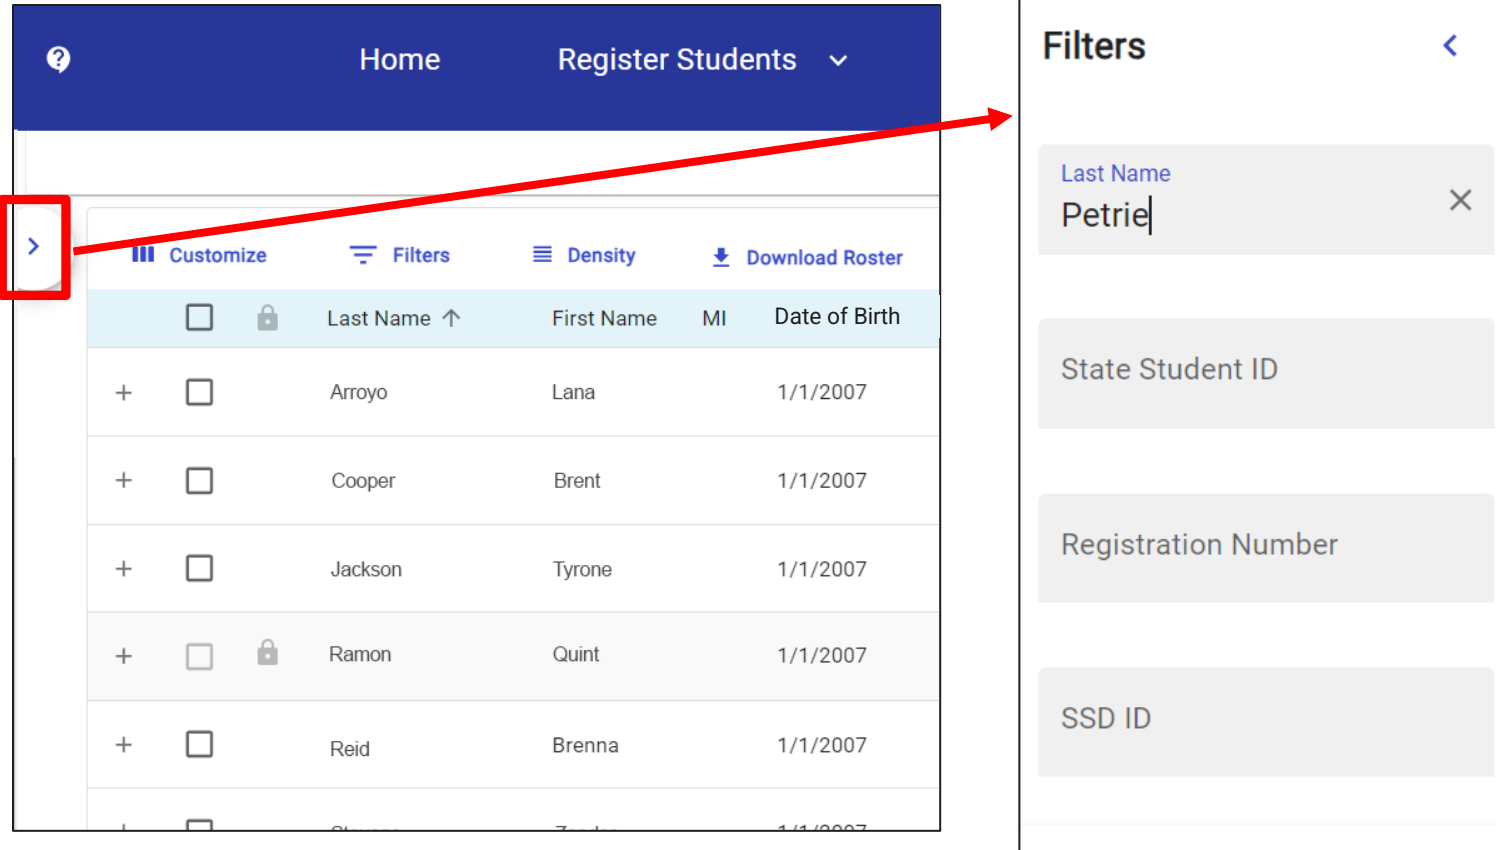 Home Register Students
Customize Filters Density Download Roster
Last Name First Name MI Date of Birth
Arroyo Lana 1/1/2007
Cooper Brent 1/1/2007
Jackson Tyrone 1/1/2007
Ramon Quint 1/1/2007
Reid Brenna 1/1/2007
Filters
Last Name
Petrie
State Student ID
Registration Number
SSD ID